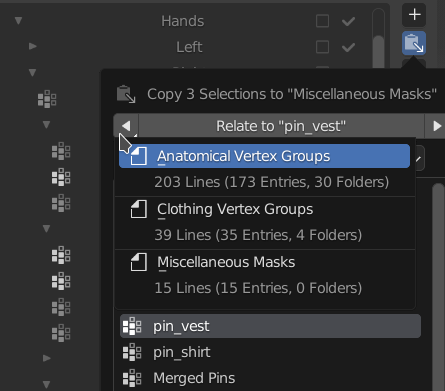 Hands
Left
Copy 3 Selections to "Miscellaneous Masks"
Relate to "pin_vest"
Anatomical Vertex Groups
203 Lines (173 Entries, 30 Folders)
Clothing Vertex Groups
39 Lines (35 Entries, 4 Folders)
Miscellaneous Masks
15 Lines (15 Entries, 0 Folders)
pin_vest
pin_shirt
Merged Pins